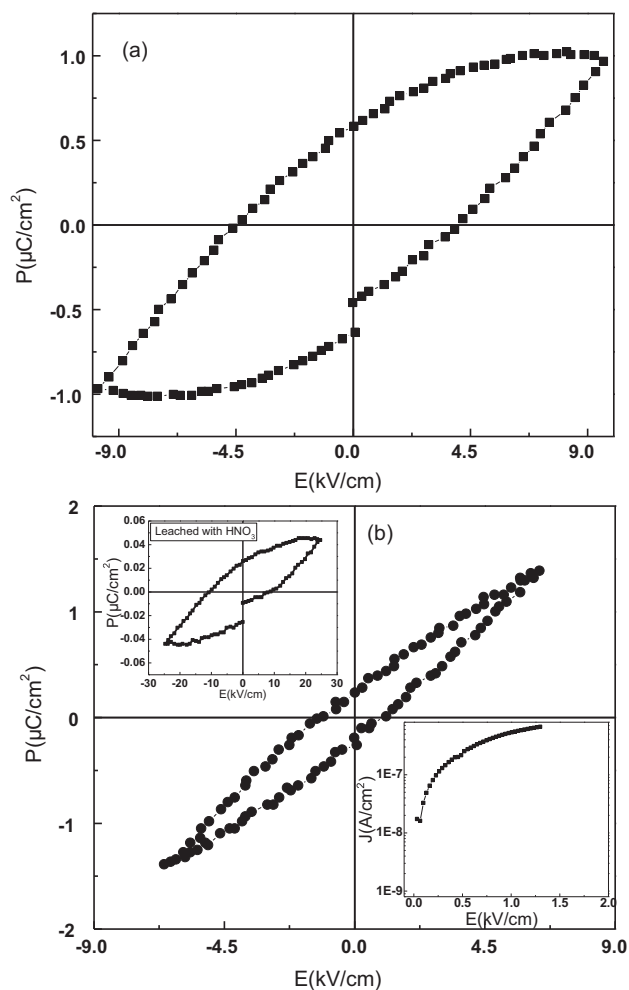 (a)
1.0
0.5
0.0
-0.5
-1.0
P(μC/cm²)
-9.0 -4.5 0.0 4.5 9.0
E(kV/cm)
(b)
2
1
0
-1
-2
P(μC/cm²)
-9.0 -4.5 0.0 4.5 9.0
E(kV/cm)
Leached with HNO₃
0.06
0.04
0.02
0.00
-0.02
-0.04
-0.06
P(μC/cm²)
-30 -20 -10 0 10 20 30
E(kV/cm)
1E-7
1E-8
1E-9
J(A/cm²)
0.0 0.5 1.0 1.5 2.0
E(kV/cm)